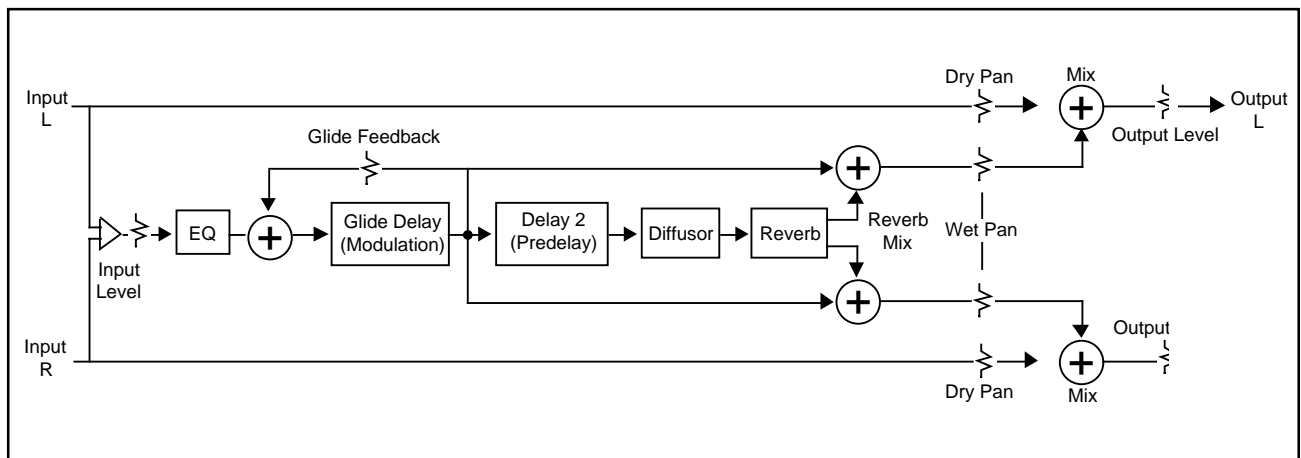 Dry Pan
Mix
Input
L
Output
L
Output Level
Glide Feedback
EQ
Glide Delay
(Modulation)
Delay 2
(Predelay)
Diffusor
Reverb
Reverb
Mix
Wet Pan
Input
Level
Input
R
Output
Dry Pan
Mix